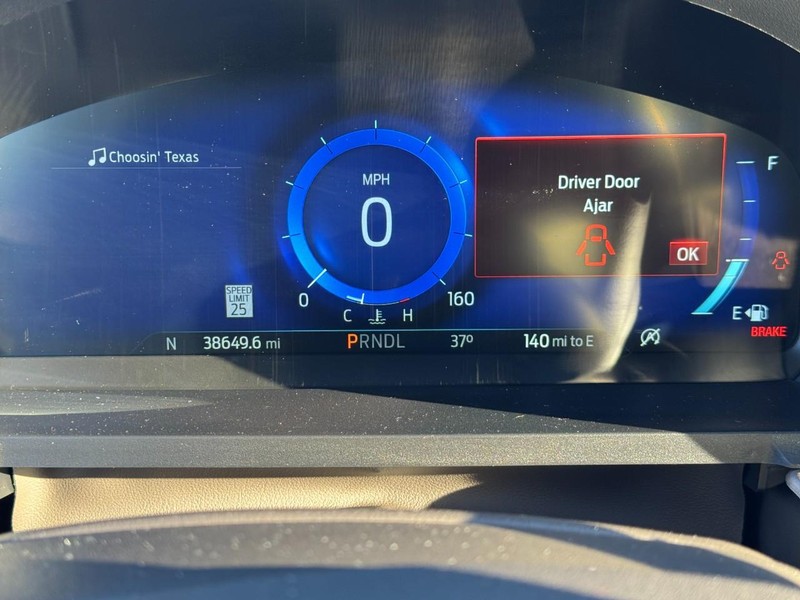 Choosin' Texas
MPH
0
0
160
C H
SPEED
LIMIT
25
Driver Door
Ajar
OK
F
E
BRAKE
N 38649.6 mi PRNDL 37º 140 mi to E